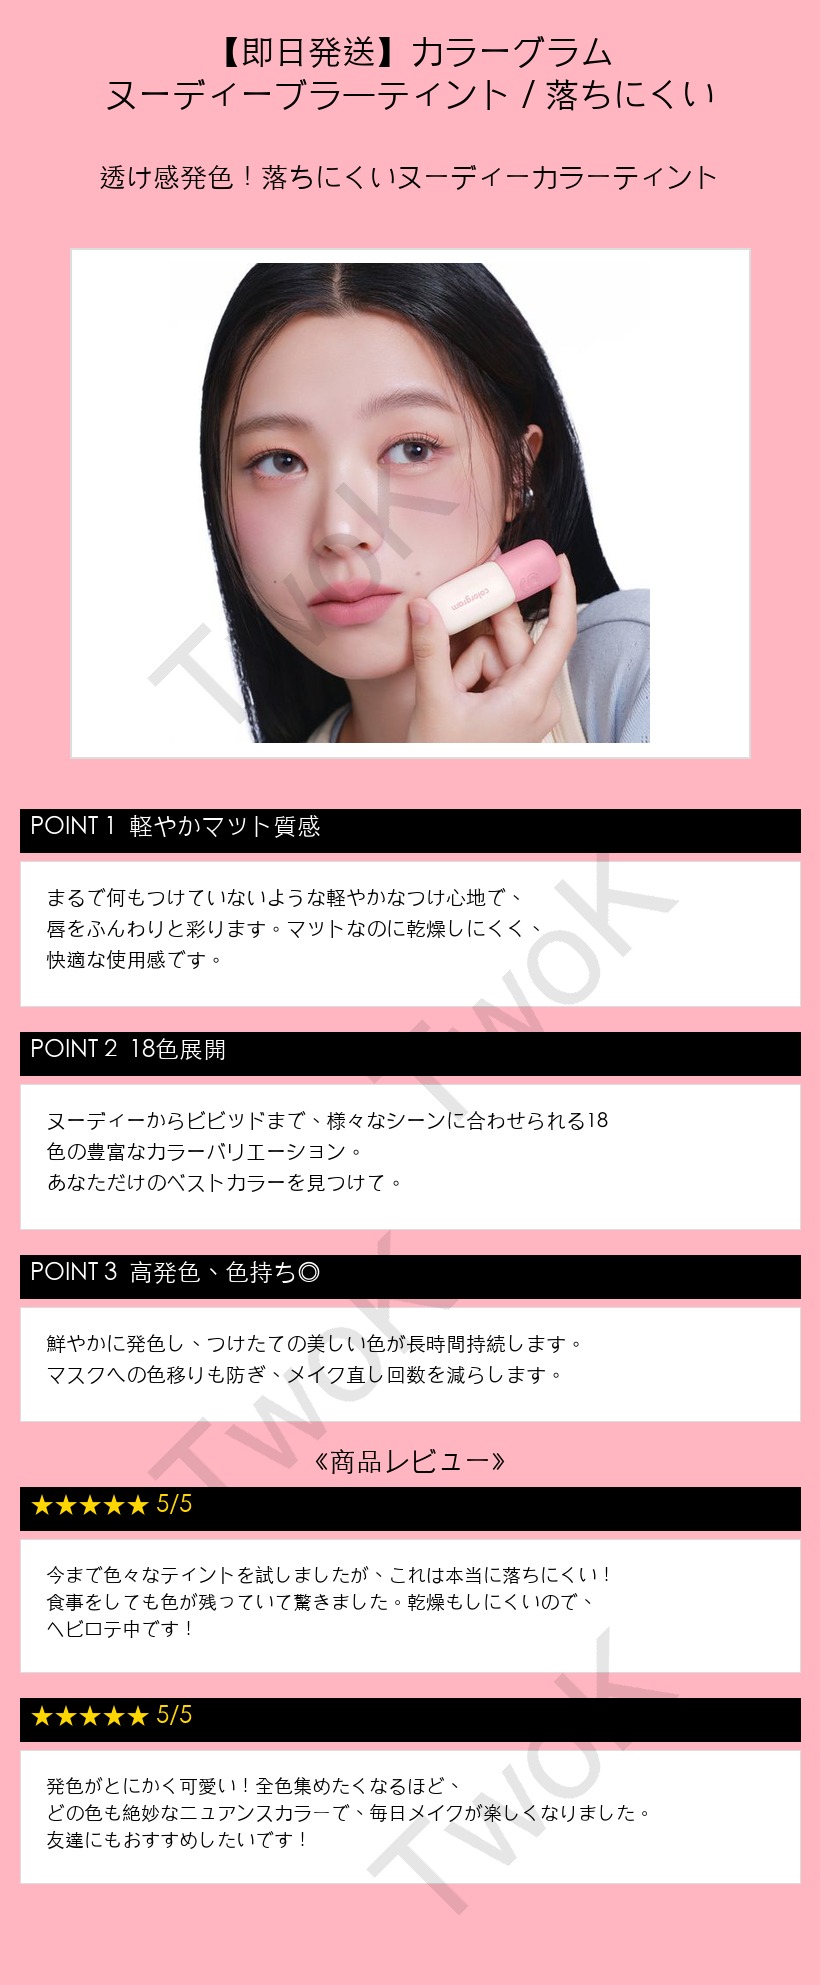 【即日発送】カラーグラム
ヌーディーブラーティント / 落ちにくい
透け感発色！落ちにくいヌーディーカラーティント
colorgram
TwoK
POINT 1 軽やかマット質感
まるで何もつけていないような軽やかなつけ心地で、
唇をふんわりと彩ります。マットなのに乾燥しにくく、
快適な使用感です。
TwoK
POINT 2 18色展開
ヌーディーからビビッドまで、様々なシーンに合わせられる18
色の豊富なカラーバリエーション。
あなただけのベストカラーを見つけて。
POINT 3 高発色、色持ち◎
鮮やかに発色し、つけたての美しい色が長時間持続します。
マスクへの色移りも防ぎ、メイク直し回数を減らします。
TwoK
《商品レビュー》
★★★★★ 5/5
今まで色々なティントを試しましたが、これは本当に落ちにくい！
食事をしても色が残っていて驚きました。乾燥もしにくいので、
ヘビロテ中です！
★★★★★ 5/5
発色がとにかく可愛い！全色集めたくなるほど、
どの色も絶妙なニュアンスカラーで、毎日メイクが楽しくなりました。
友達にもおすすめしたいです！
TwoK